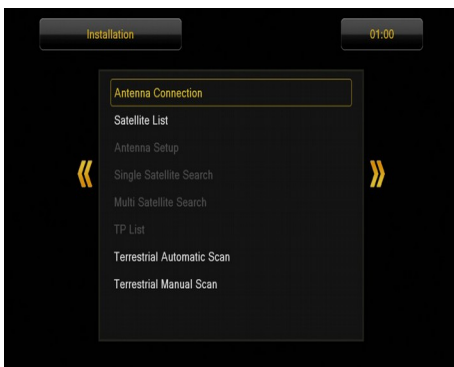 Installation
01:00
Antenna Connection
Satellite List
Antenna Setup
Single Satellite Search
Multi Satellite Search
TP List
Terrestrial Automatic Scan
Terrestrial Manual Scan